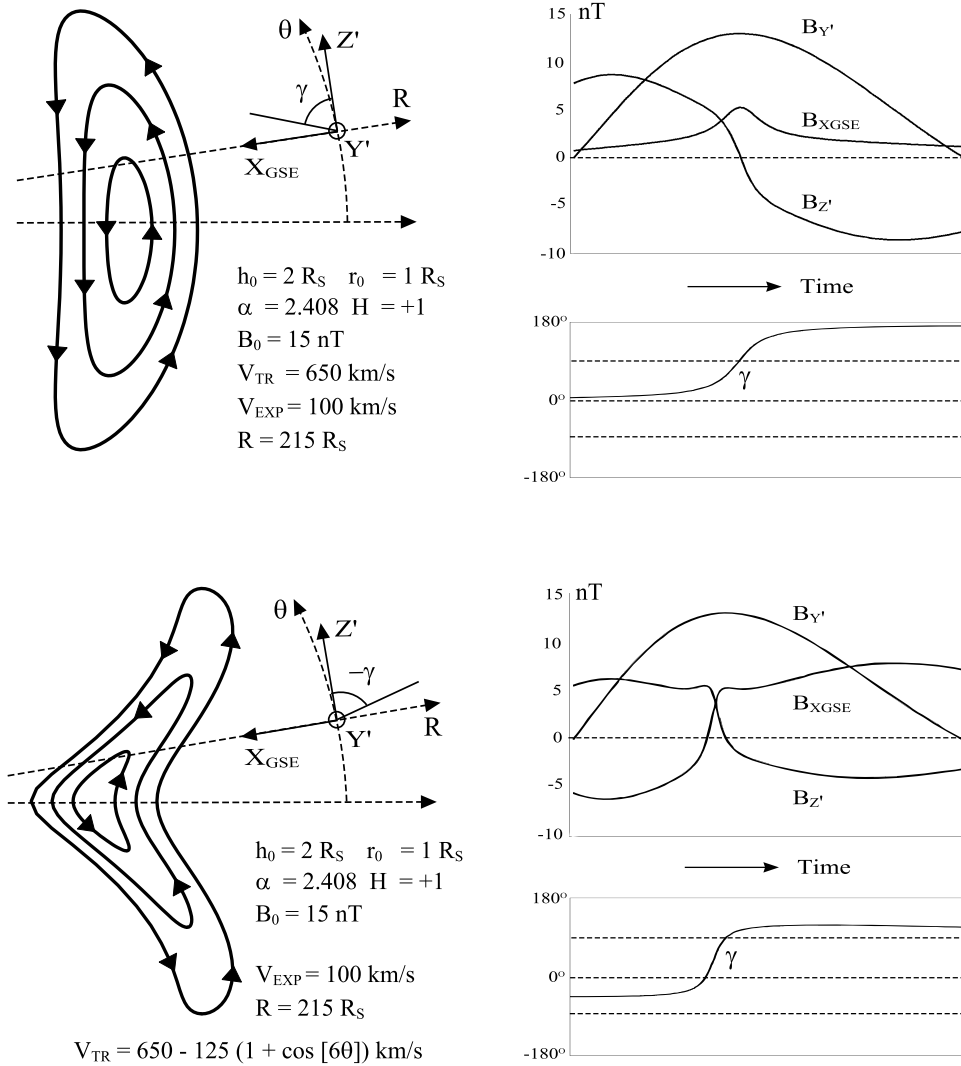 θ
Z'
γ
R
X_GSE
Y'
h₀ = 2 R_S r₀ = 1 R_S
α = 2.408 H = +1
B₀ = 15 nT
V_TR = 650 km/s
V_EXP = 100 km/s
R = 215 R_S
15 nT
10
5
0
-5
-10
B_Y'
B_XGSE
B_Z'
Time
180°
0°
-180°
γ
θ
Z'
−γ
R
X_GSE
Y'
h₀ = 2 R_S r₀ = 1 R_S
α = 2.408 H = +1
B₀ = 15 nT
V_EXP = 100 km/s
R = 215 R_S
V_TR = 650 - 125 (1 + cos [6θ]) km/s
15 nT
10
5
0
-5
-10
B_Y'
B_XGSE
B_Z'
Time
180°
0°
-180°
γ